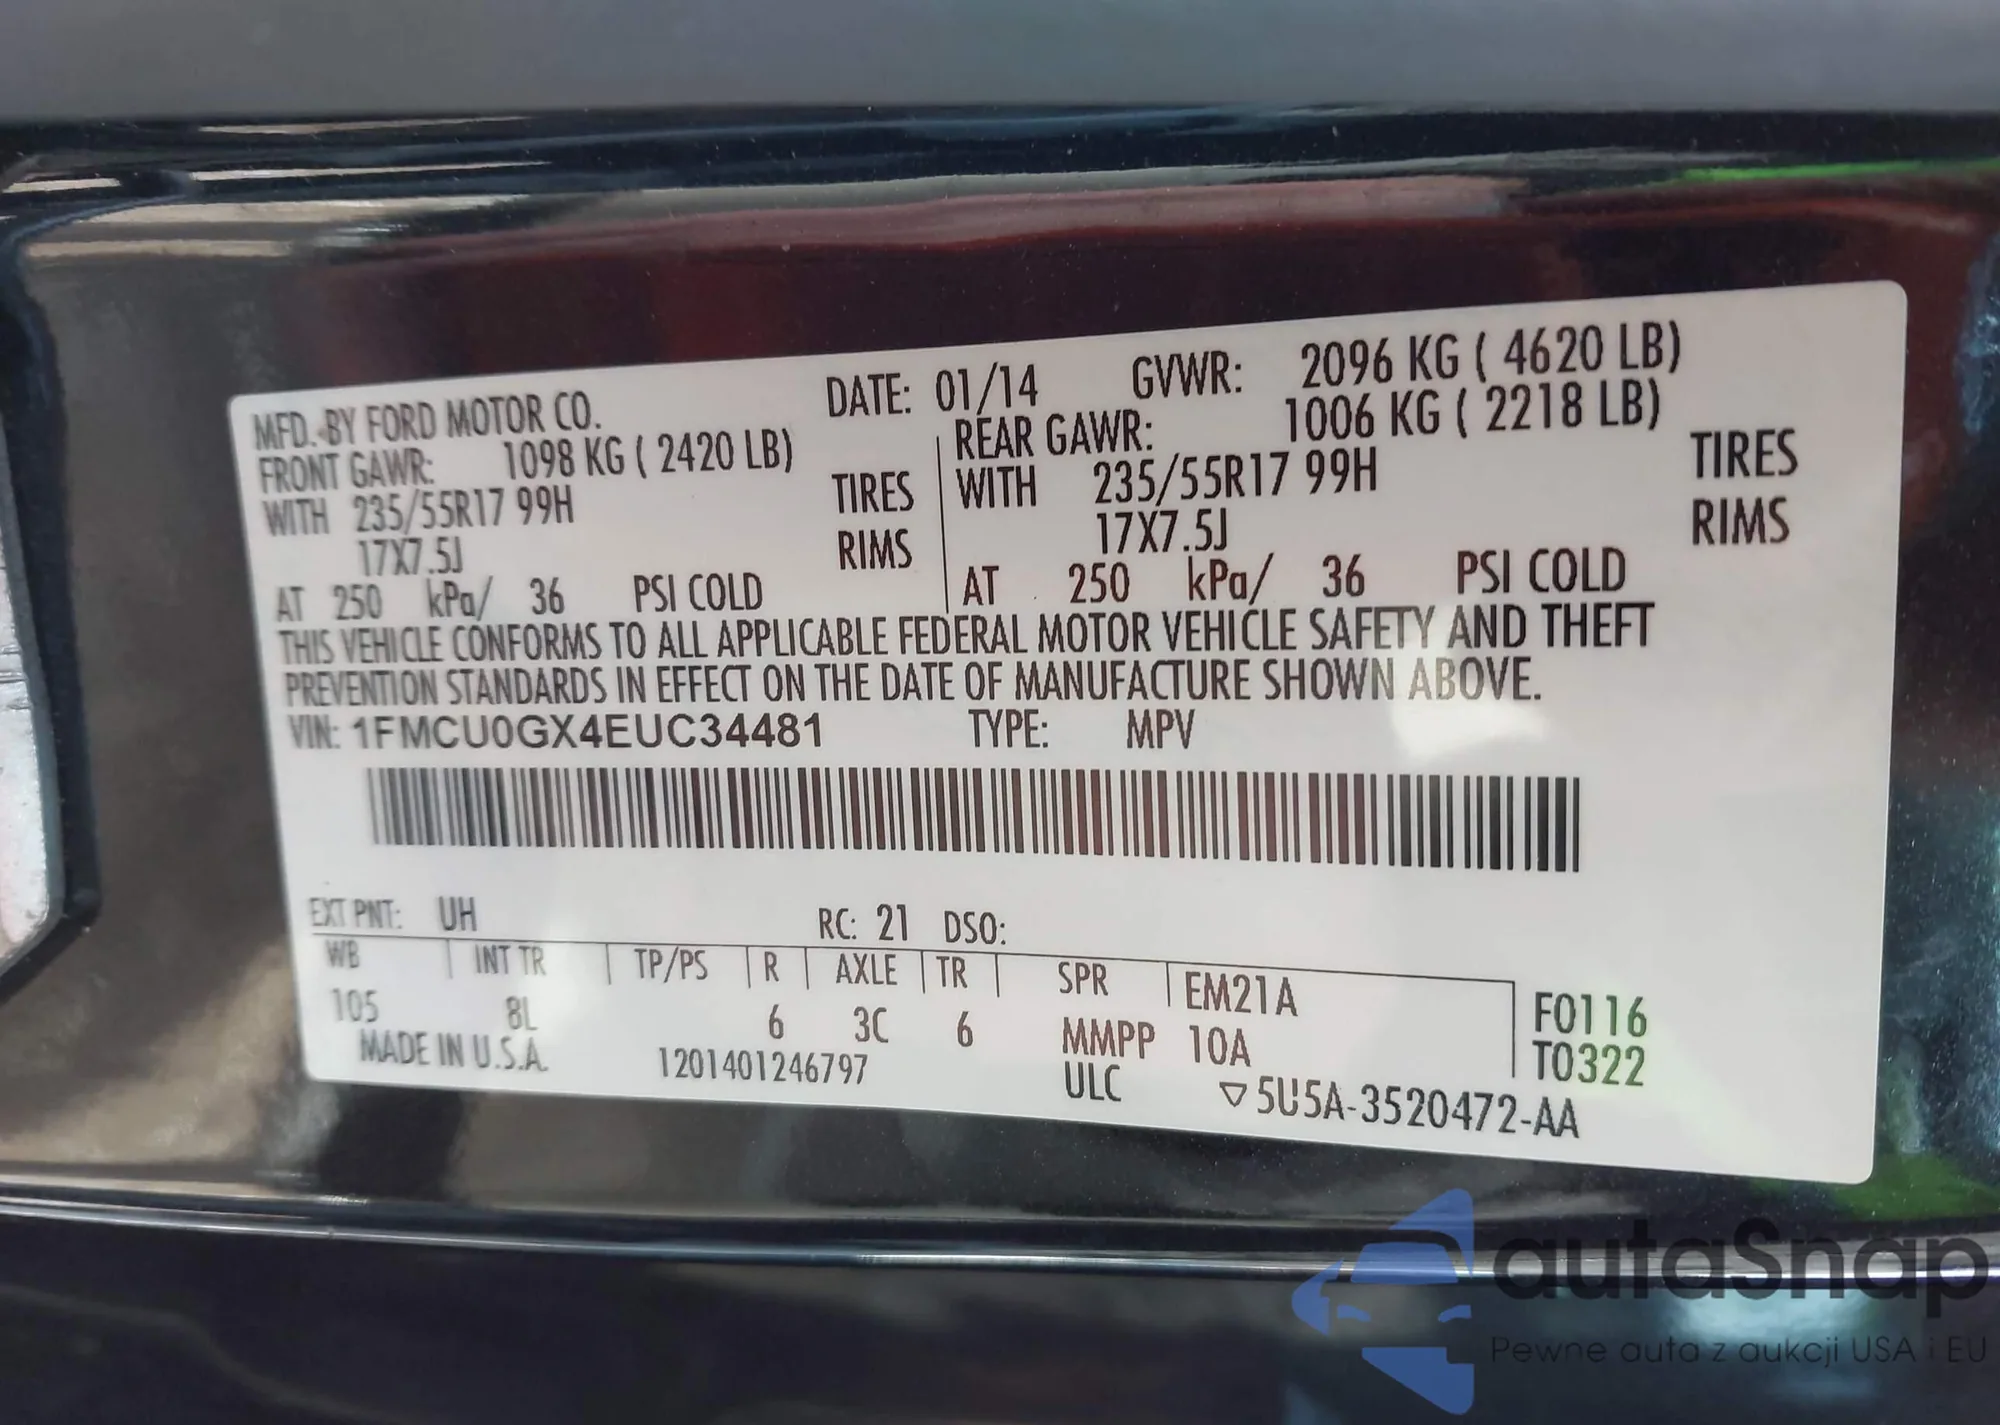 MFD. BY FORD MOTOR CO. DATE: 01/14 GVWR: 2096 KG ( 4620 LB)
FRONT GAWR: 1098 KG ( 2420 LB) REAR GAWR: 1006 KG ( 2218 LB)
WITH 235/55R17 99H TIRES WITH 235/55R17 99H TIRES
17X7.5J RIMS 17X7.5J RIMS
AT 250 kPa/ 36 PSI COLD AT 250 kPa/ 36 PSI COLD
THIS VEHICLE CONFORMS TO ALL APPLICABLE FEDERAL MOTOR VEHICLE SAFETY AND THEFT
PREVENTION STANDARDS IN EFFECT ON THE DATE OF MANUFACTURE SHOWN ABOVE.
VIN: 1FMCU0GX4EUC34481 TYPE: MPV
EXT PNT: UH RC: 21 DSO:
WB INT TR TP/PS R AXLE TR SPR EM21A F0116
105 8L 6 3C 6 MMPP 10A T0322
MADE IN U.S.A. 1201401246797 ULC ▽5U5A-3520472-AA
autaSnap
Pewne auta z aukcji USA i EU